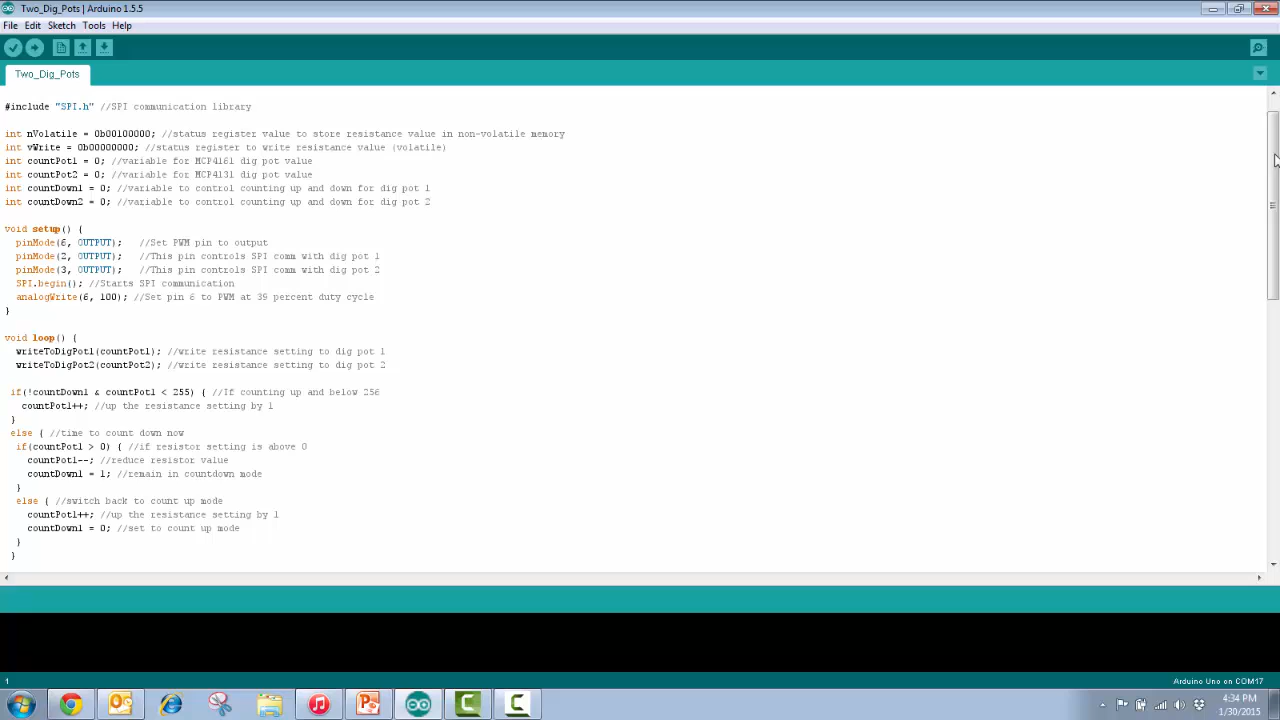 Two_Dig_Pots | Arduino 1.5.5
File Edit Sketch Tools Help
Two_Dig_Pots
#include "SPI.h" //SPI communication library
int nVolatile = 0b00100000; //status register value to store resistance value in non-volatile memory
int vWrite = 0b00000000; //status register to write resistance value (volatile)
int countPot1 = 0; //variable for MCP4161 dig pot value
int countPot2 = 0; //variable for MCP4131 dig pot value
int countDown1 = 0; //variable to control counting up and down for dig pot 1
int countDown2 = 0; //variable to control counting up and down for dig pot 2
void setup() {
pinMode(6, OUTPUT); //Set PWM pin to output
pinMode(2, OUTPUT); //This pin controls SPI comm with dig pot 1
pinMode(3, OUTPUT); //This pin controls SPI comm with dig pot 2
SPI.begin(); //Starts SPI communication
analogWrite(6, 100); //Set pin 6 to PWM at 39 percent duty cycle
}
void loop() {
writeToDigPot1(countPot1); //write resistance setting to dig pot 1
writeToDigPot2(countPot2); //write resistance setting to dig pot 2
if(!countDown1 & countPot1 < 255) { //If counting up and below 256
countPot1++; //up the resistance setting by 1
}
else { //time to count down now
if(countPot1 > 0) { //if resistor setting is above 0
countPot1--; //reduce resistor value
countDown1 = 1; //remain in countdown mode
}
else { //switch back to count up mode
countPot1++; //up the resistance setting by 1
countDown1 = 0; //set to count up mode
}
}
1
Arduino Uno on COM17
4:34 PM
1/30/2015